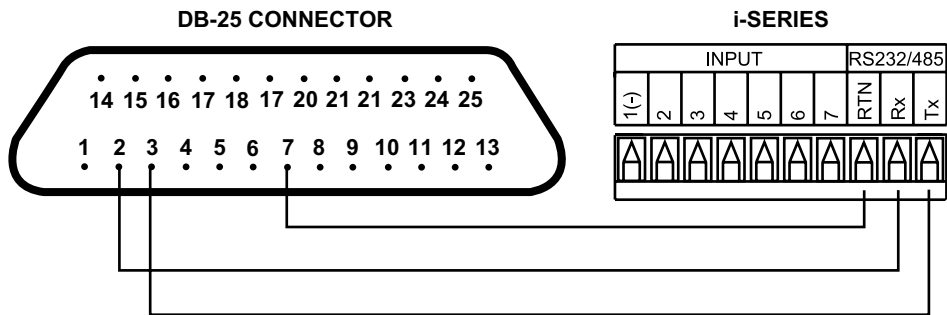 DB-25 CONNECTOR
i-SERIES
INPUT RS232/485
1(-) 2 3 4 5 6 7 RTN Rx Tx
14 15 16 17 18 17 20 21 21 23 24 25
1 2 3 4 5 6 7 8 9 10 11 12 13